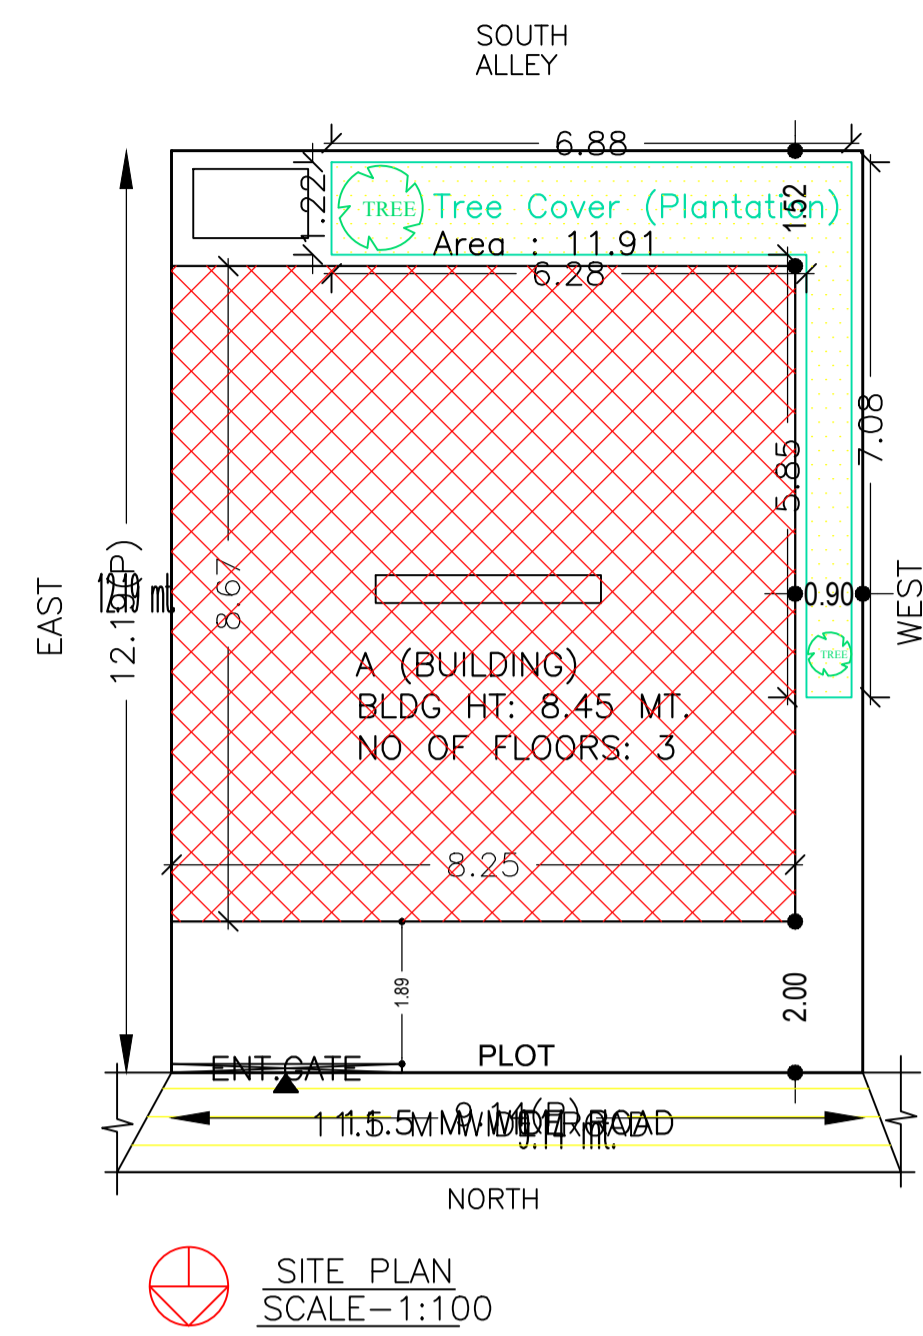 SOUTH
ALLEY
6.88
1.22
TREE
Tree Cover (Plantation)
1.52
Area : 11.91
6.28
7.08
5.85
EAST
8.67
0.90
WEST
TREE
A (BUILDING)
BLDG HT: 8.45 MT.
NO OF FLOORS: 3
8.25
1.89
2.00
PLOT
ENT.GATE
9.14(P)
NORTH
SITE PLAN
SCALE-1:100